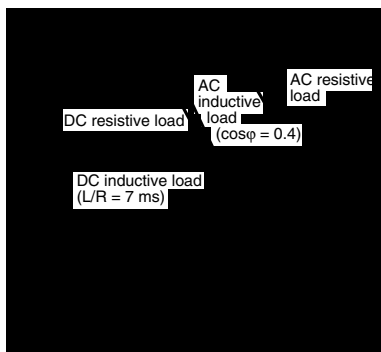 AC resistive
load
AC
inductive
load
(cosφ = 0.4)
DC resistive load
DC inductive load
(L/R = 7 ms)